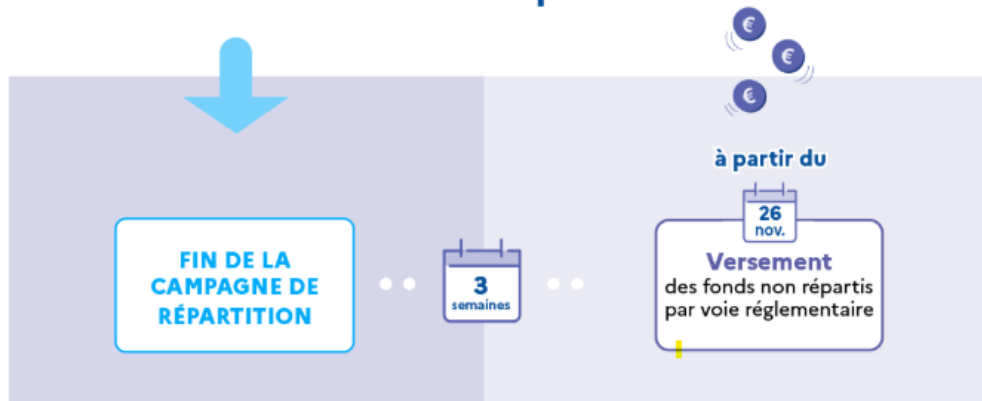 €
€
€
à partir du
26
nov.
FIN DE LA
CAMPAGNE DE
RÉPARTITION
3
semaines
Versement
des fonds non répartis
par voie réglementaire